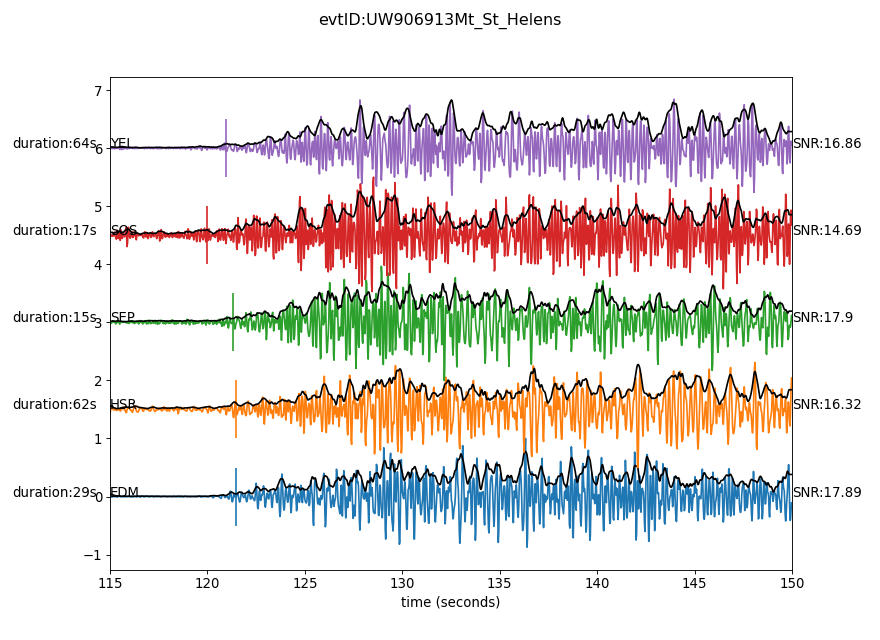 evtID:UW906913Mt_St_Helens
7
duration:64s YEL 6 SNR:16.86
5
duration:17s SOS SNR:14.69
4
duration:15s SEP 3 SNR:17.9
2
duration:62s HSR SNR:16.32
1
duration:29s EDM 0 SNR:17.89
−1
115 120 125 130 135 140 145 150
time (seconds)